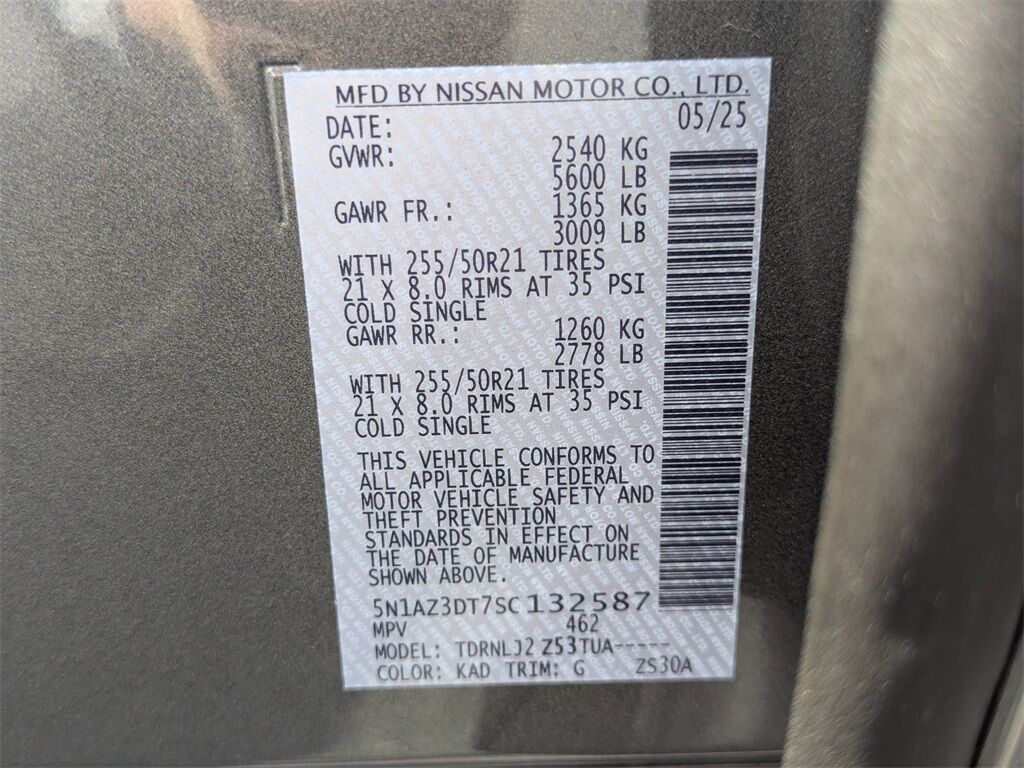 MFD BY NISSAN MOTOR CO., LTD.
DATE: 05/25
GVWR: 2540 KG
5600 LB
GAWR FR.: 1365 KG
3009 LB
WITH 255/50R21 TIRES
21 X 8.0 RIMS AT 35 PSI
COLD SINGLE
GAWR RR.: 1260 KG
2778 LB
WITH 255/50R21 TIRES
21 X 8.0 RIMS AT 35 PSI
COLD SINGLE
THIS VEHICLE CONFORMS TO
ALL APPLICABLE FEDERAL
MOTOR VEHICLE SAFETY AND
THEFT PREVENTION
STANDARDS IN EFFECT ON
THE DATE OF MANUFACTURE
SHOWN ABOVE.
5N1AZ3DT7SC132587
MPV 462
MODEL: TDRNLJ2 Z53TUA-----
COLOR: KAD TRIM: G ZS30A